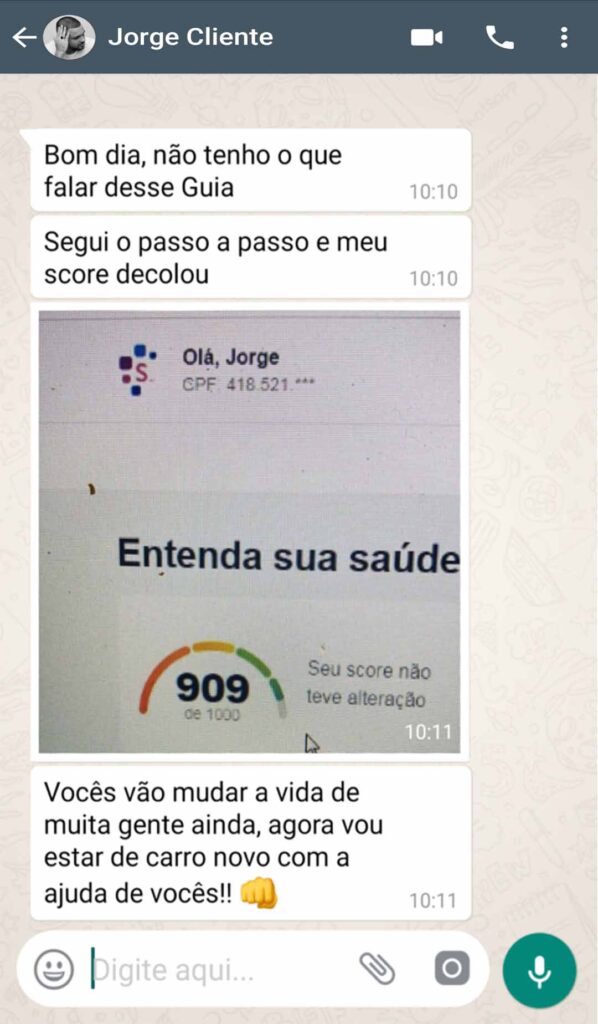 Jorge Cliente
Bom dia, não tenho o que
falar desse Guia
10:10
Segui o passo a passo e meu
score decolou
10:10
S
Olá, Jorge
CPF: 418.521.***
Entenda sua saúde
909
de 1000
Seu score não
teve alteração
10:11
Vocês vão mudar a vida de
muita gente ainda, agora vou
estar de carro novo com a
ajuda de vocês!! 👊
10:11
Digite aqui...